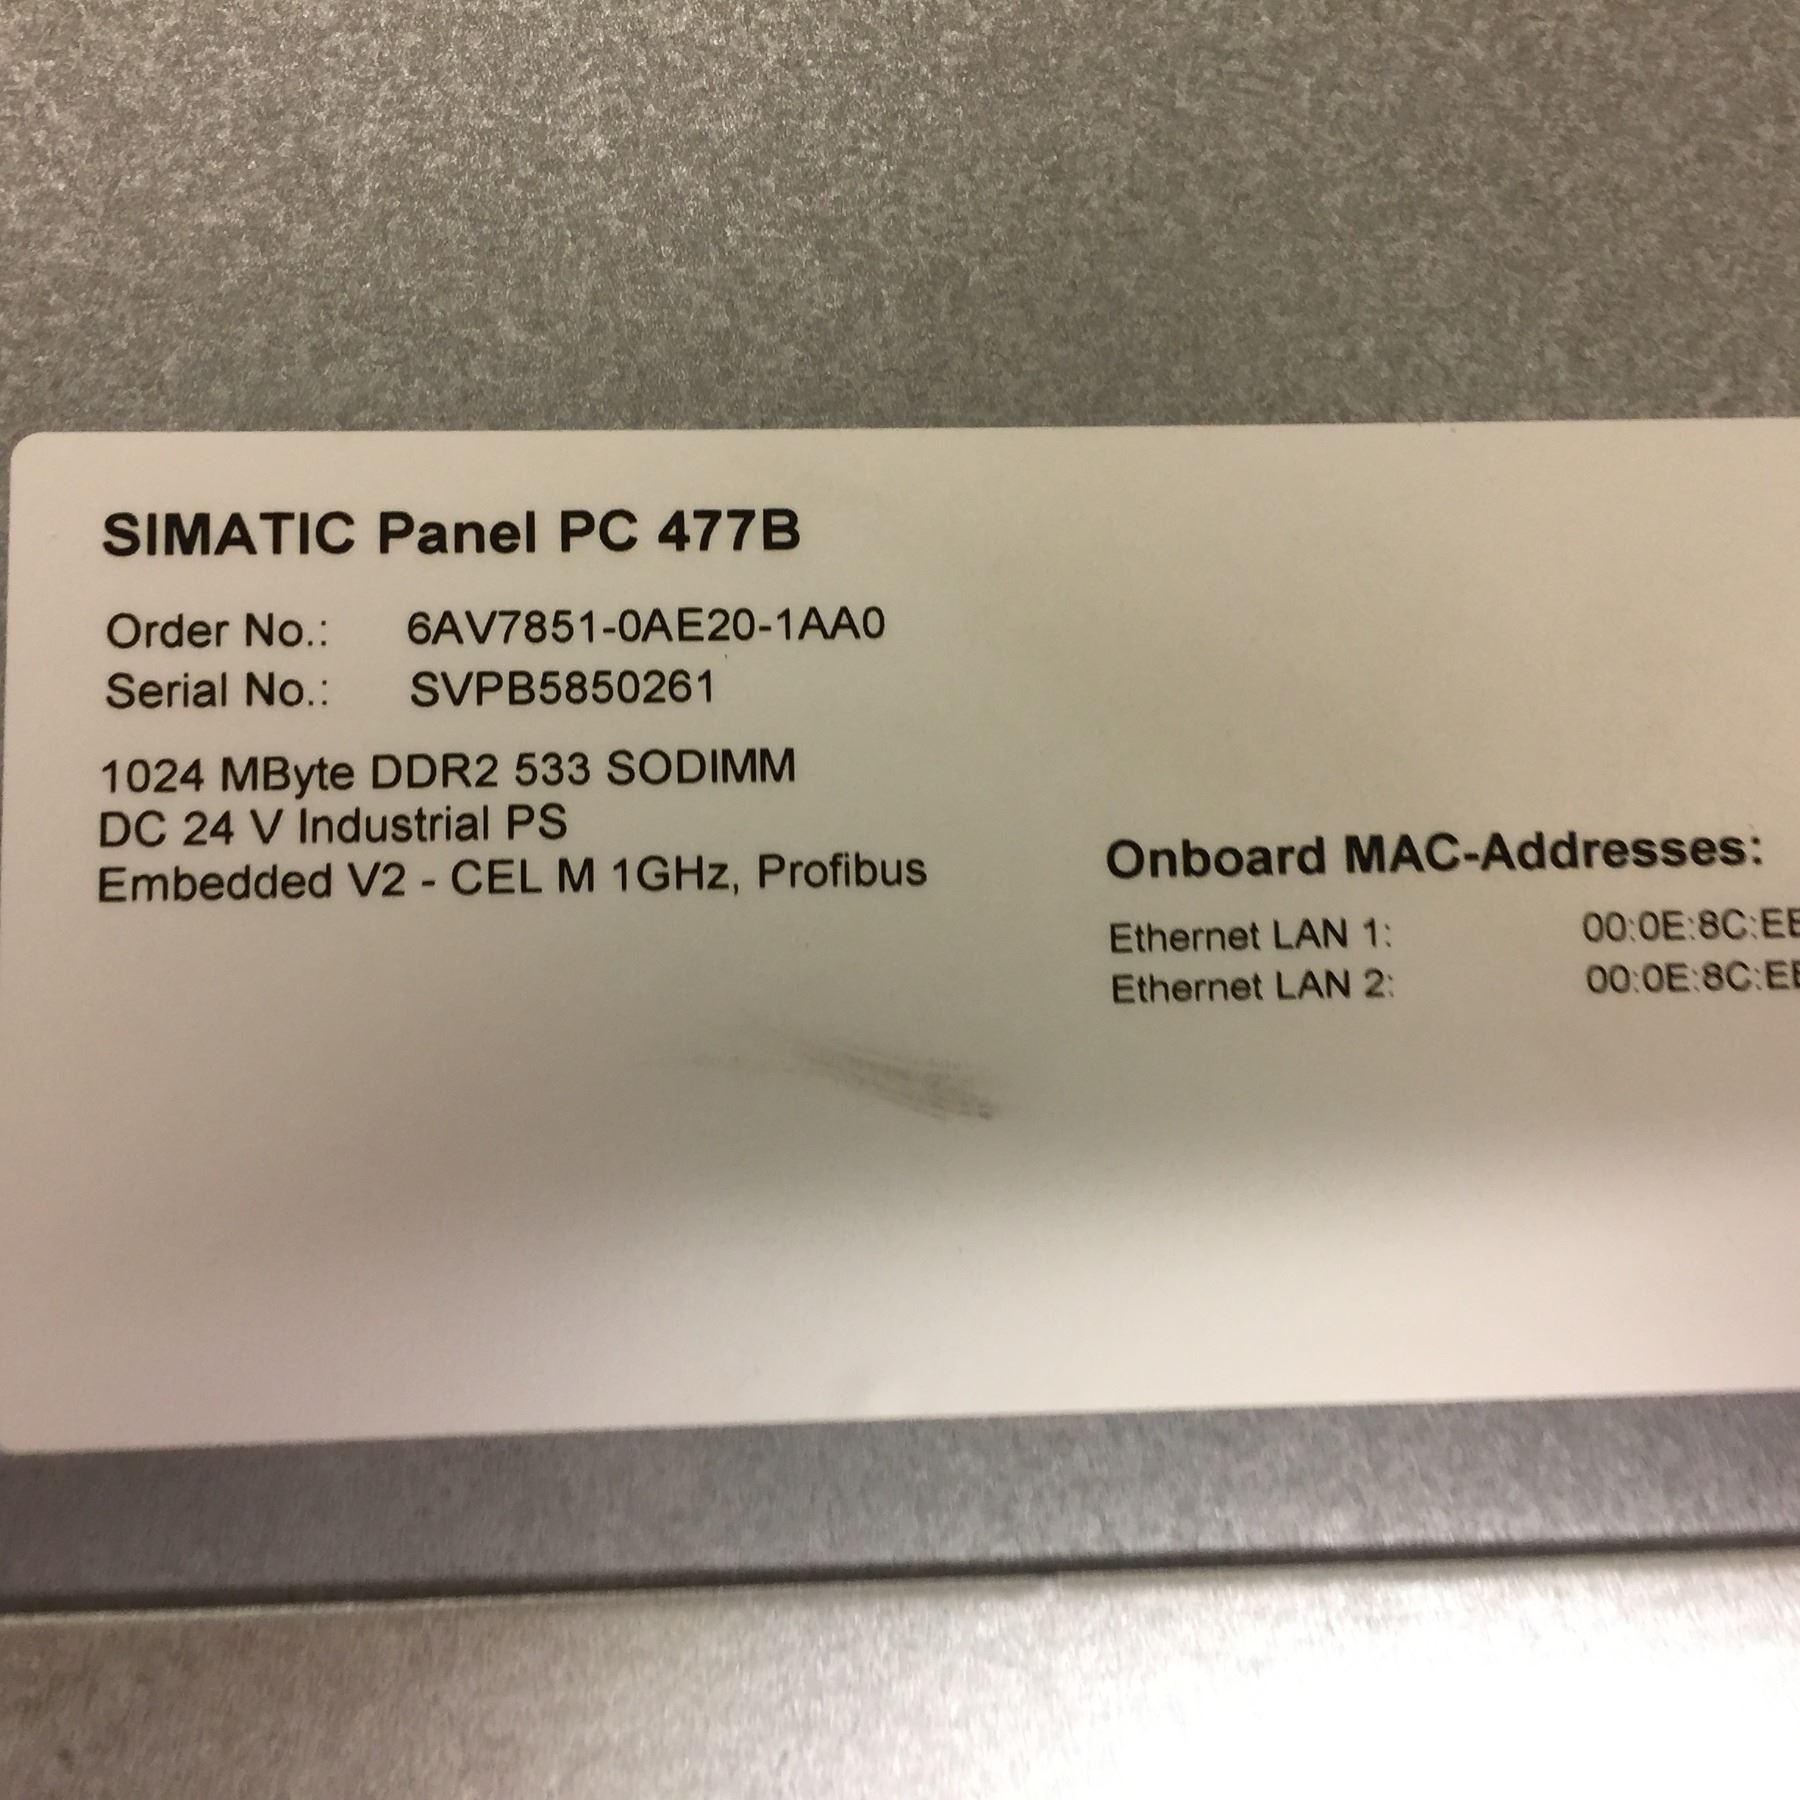 SIMATIC Panel PC 477B
Order No.: 6AV7851-0AE20-1AA0
Serial No.: SVPB5850261
1024 MByte DDR2 533 SODIMM
DC 24 V Industrial PS
Embedded V2 - CEL M 1GHz, Profibus
Onboard MAC-Addresses:
Ethernet LAN 1: 00:0E:8C:E
Ethernet LAN 2: 00:0E:8C:E